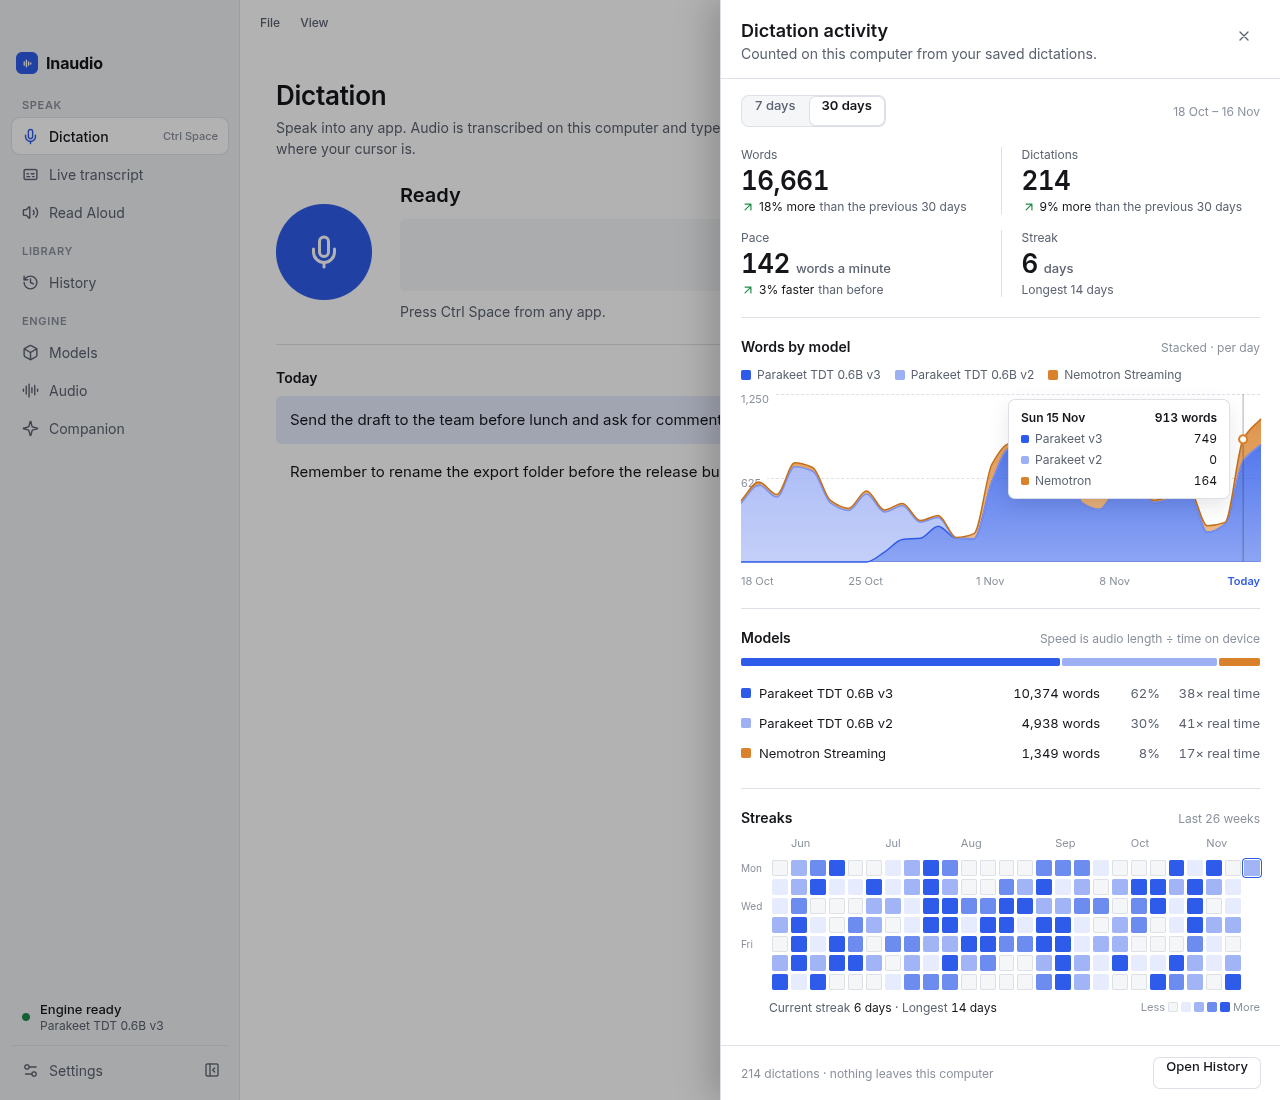 File View
Inaudio
SPEAK
Dictation Ctrl Space
Live transcript
Read Aloud
LIBRARY
History
ENGINE
Models
Audio
Companion
Engine ready
Parakeet TDT 0.6B v3
Settings
Dictation
Speak into any app. Audio is transcribed on this computer and type
where your cursor is.
Ready
Press Ctrl Space from any app.
Today
Send the draft to the team before lunch and ask for comment
Remember to rename the export folder before the release bu
Dictation activity
Counted on this computer from your saved dictations.
7 days 30 days 18 Oct – 16 Nov
Words
16,661
18% more than the previous 30 days
Dictations
214
9% more than the previous 30 days
Pace
142 words a minute
3% faster than before
Streak
6 days
Longest 14 days
Words by model Stacked · per day
Parakeet TDT 0.6B v3 Parakeet TDT 0.6B v2 Nemotron Streaming
1,250
625
Sun 15 Nov 913 words
Parakeet v3 749
Parakeet v2 0
Nemotron 164
18 Oct 25 Oct 1 Nov 8 Nov Today
Models Speed is audio length ÷ time on device
Parakeet TDT 0.6B v3 10,374 words 62% 38× real time
Parakeet TDT 0.6B v2 4,938 words 30% 41× real time
Nemotron Streaming 1,349 words 8% 17× real time
Streaks Last 26 weeks
Jun Jul Aug Sep Oct Nov
Mon
Wed
Fri
Current streak 6 days · Longest 14 days Less More
214 dictations · nothing leaves this computer Open History